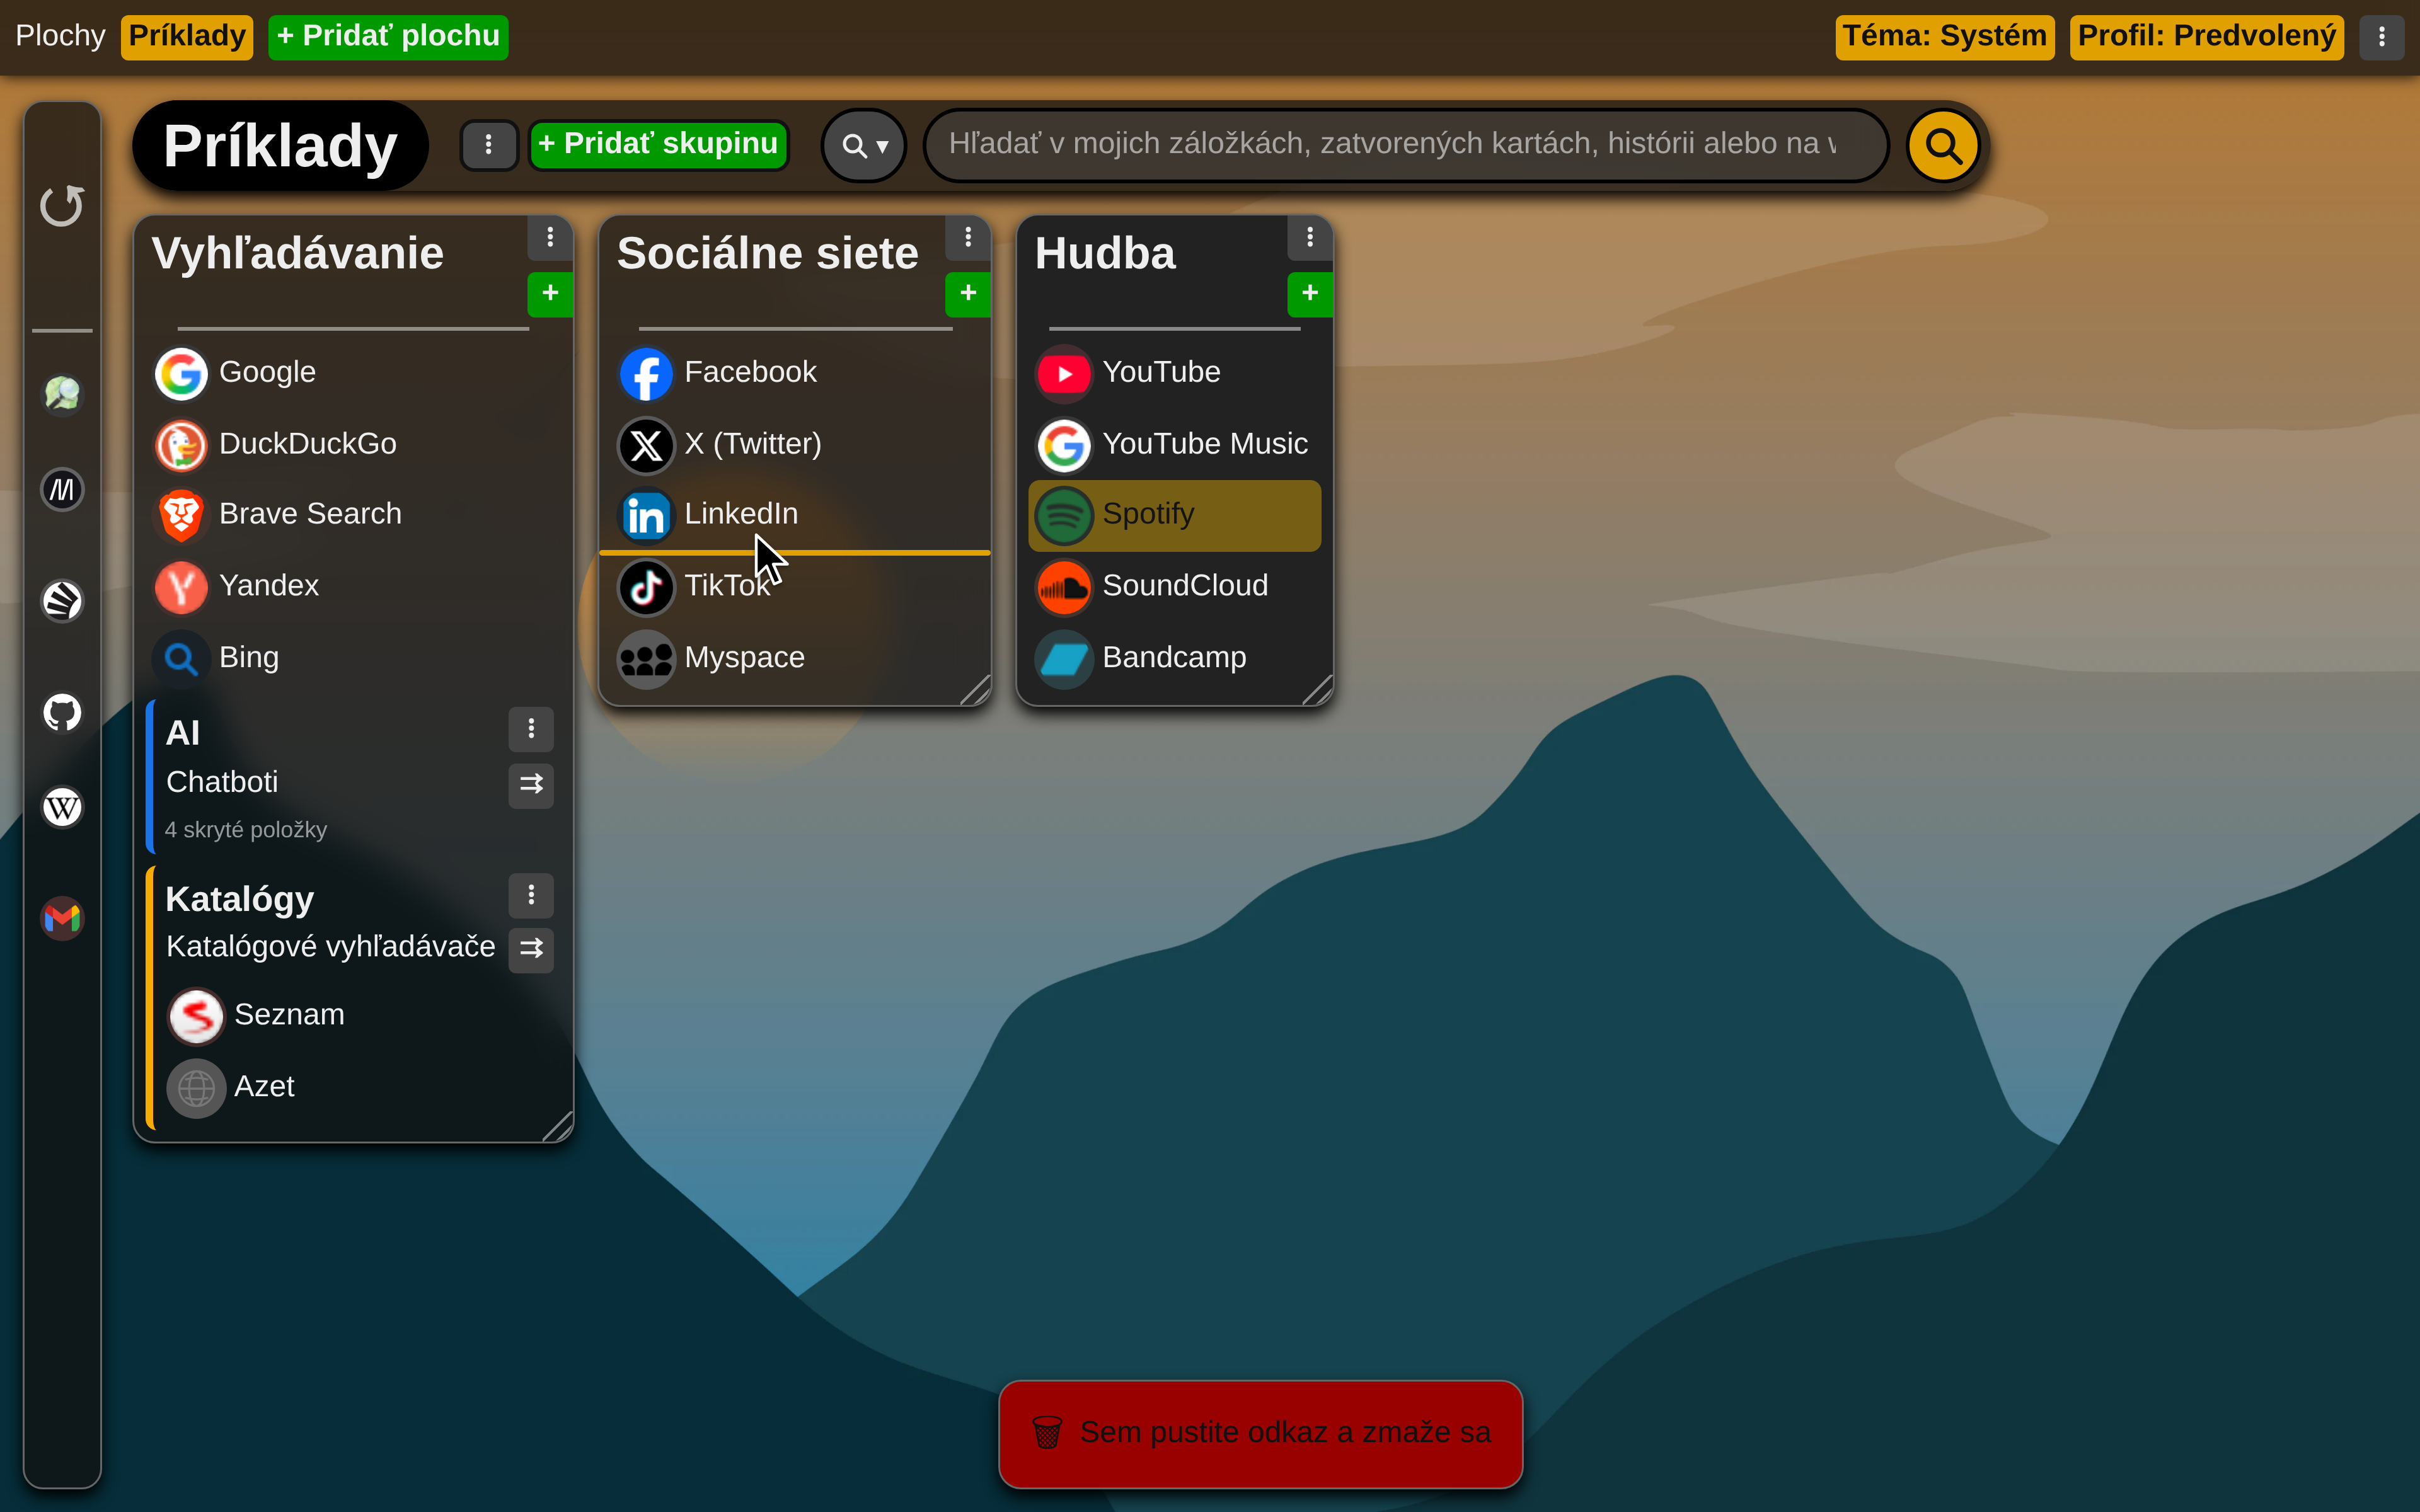 Plochy
Príklady
+ Pridať plochu
Téma: Systém
Profil: Predvolený
Príklady
+ Pridať skupinu
Hľadať v mojich záložkách, zatvorených kartách, histórii alebo na
Vyhľadávanie
+
Google
DuckDuckGo
Brave Search
Yandex
Bing
AI
Chatboti
4 skryté položky
Katalógy
Katalógové vyhľadávače
Seznam
Azet
Sociálne siete
+
Facebook
X (Twitter)
LinkedIn
TikTok
Myspace
Hudba
+
YouTube
YouTube Music
Spotify
SoundCloud
Bandcamp
Sem pustite odkaz a zmaže sa